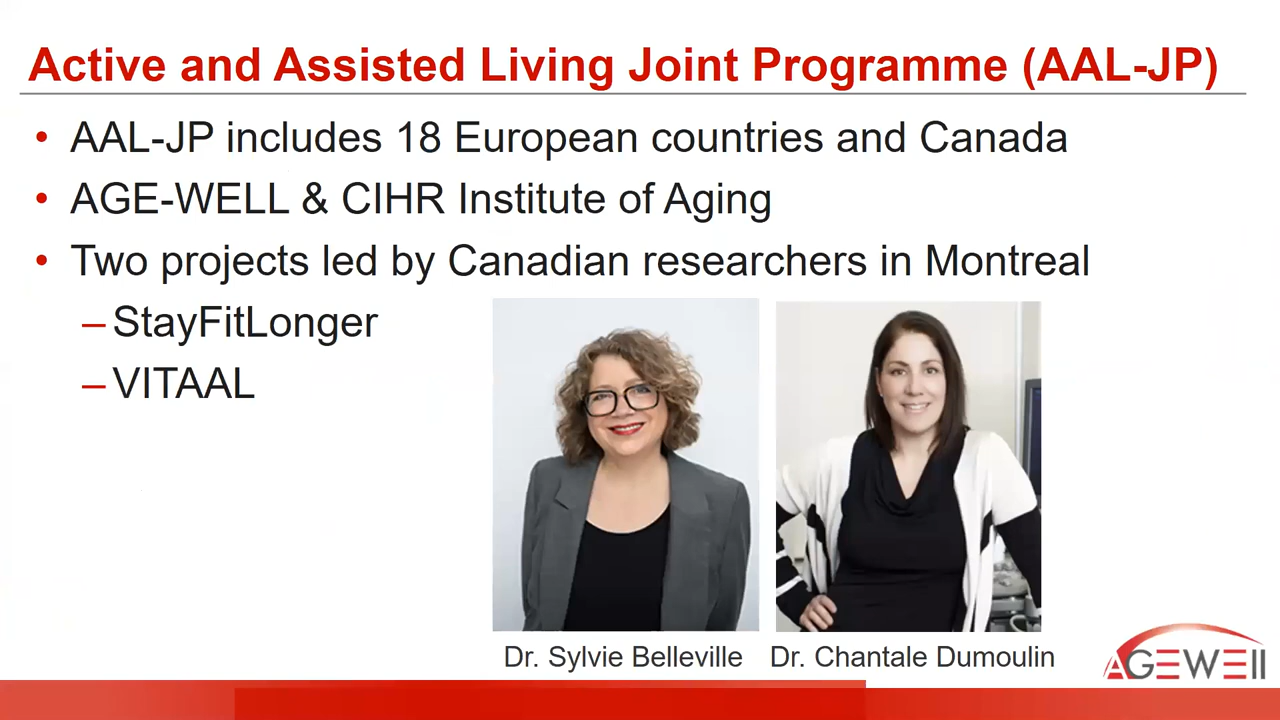 Active and Assisted Living Joint Programme (AAL-JP)
• AAL-JP includes 18 European countries and Canada
• AGE-WELL & CIHR Institute of Aging
• Two projects led by Canadian researchers in Montreal
– StayFitLonger
– VITAAL
Dr. Sylvie Belleville
Dr. Chantale Dumoulin
AGEWEll